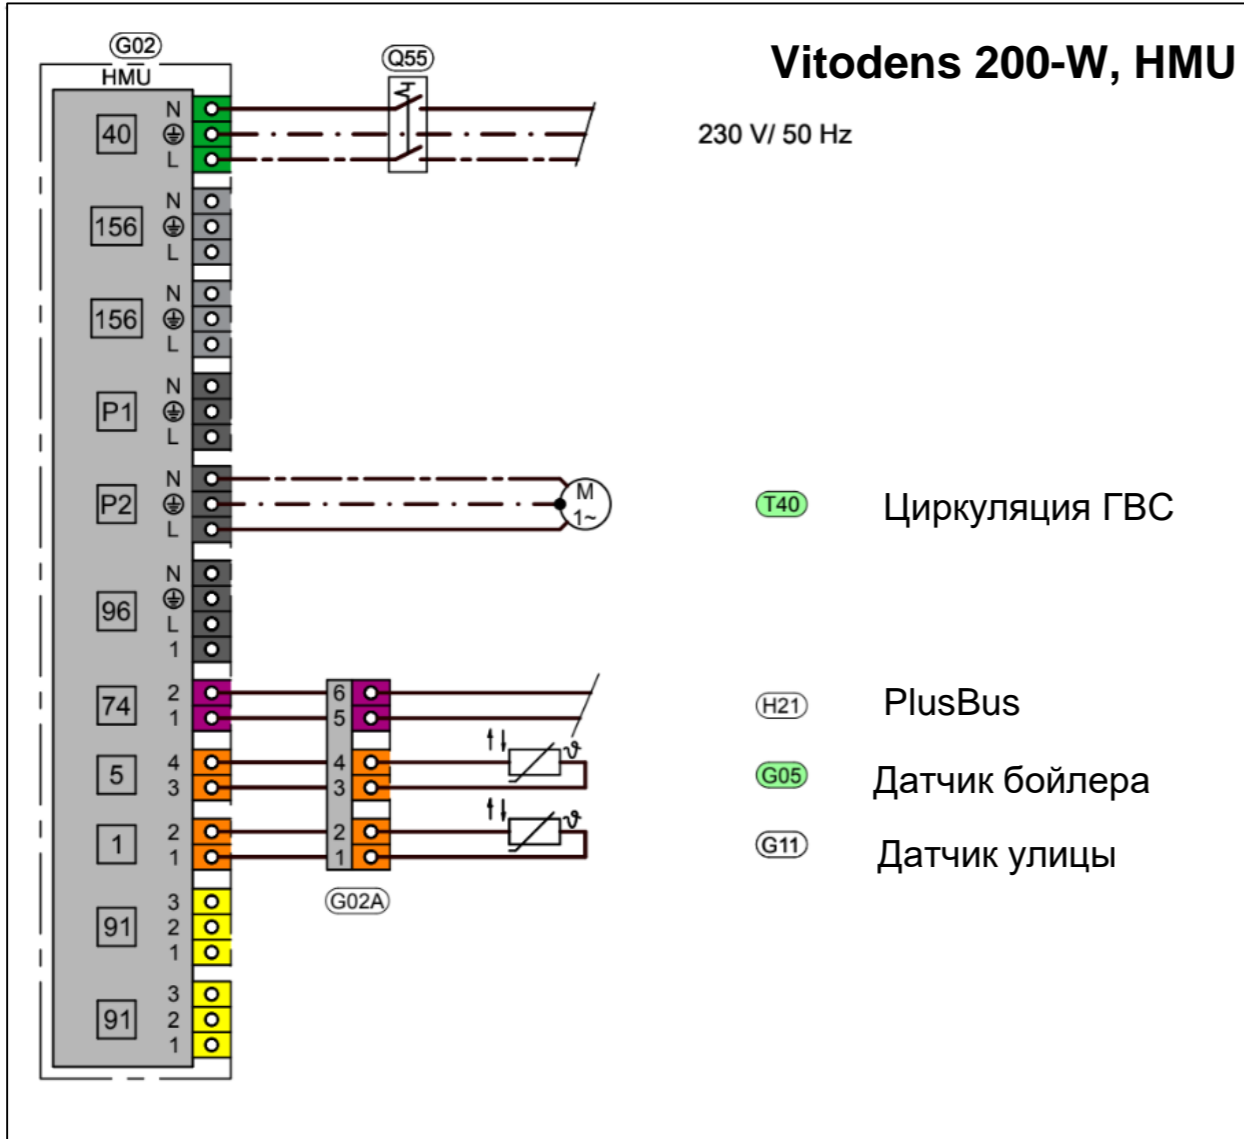 G02
HMU
Q55
Vitodens 200-W, HMU
40
N
L
230 V/ 50 Hz
156
N
L
156
N
L
P1
N
L
P2
N
L
M
1~
T40 Циркуляция ГВС
96
N
L
1
74
2
1
6
5
H21 PlusBus
5
4
3
4
3
ϑ
G05 Датчик бойлера
1
2
1
2
1
ϑ
G11 Датчик улицы
G02A
91
3
2
1
91
3
2
1